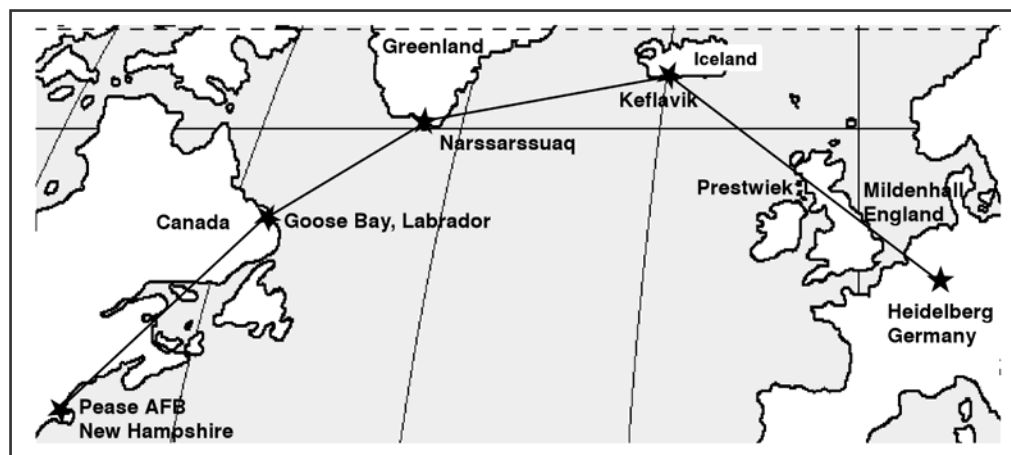 Greenland
Iceland
Keflavik
Narssarssuaq
Prestwiek
Mildenhall
England
Canada
Goose Bay, Labrador
Heidelberg
Germany
Pease AFB
New Hampshire